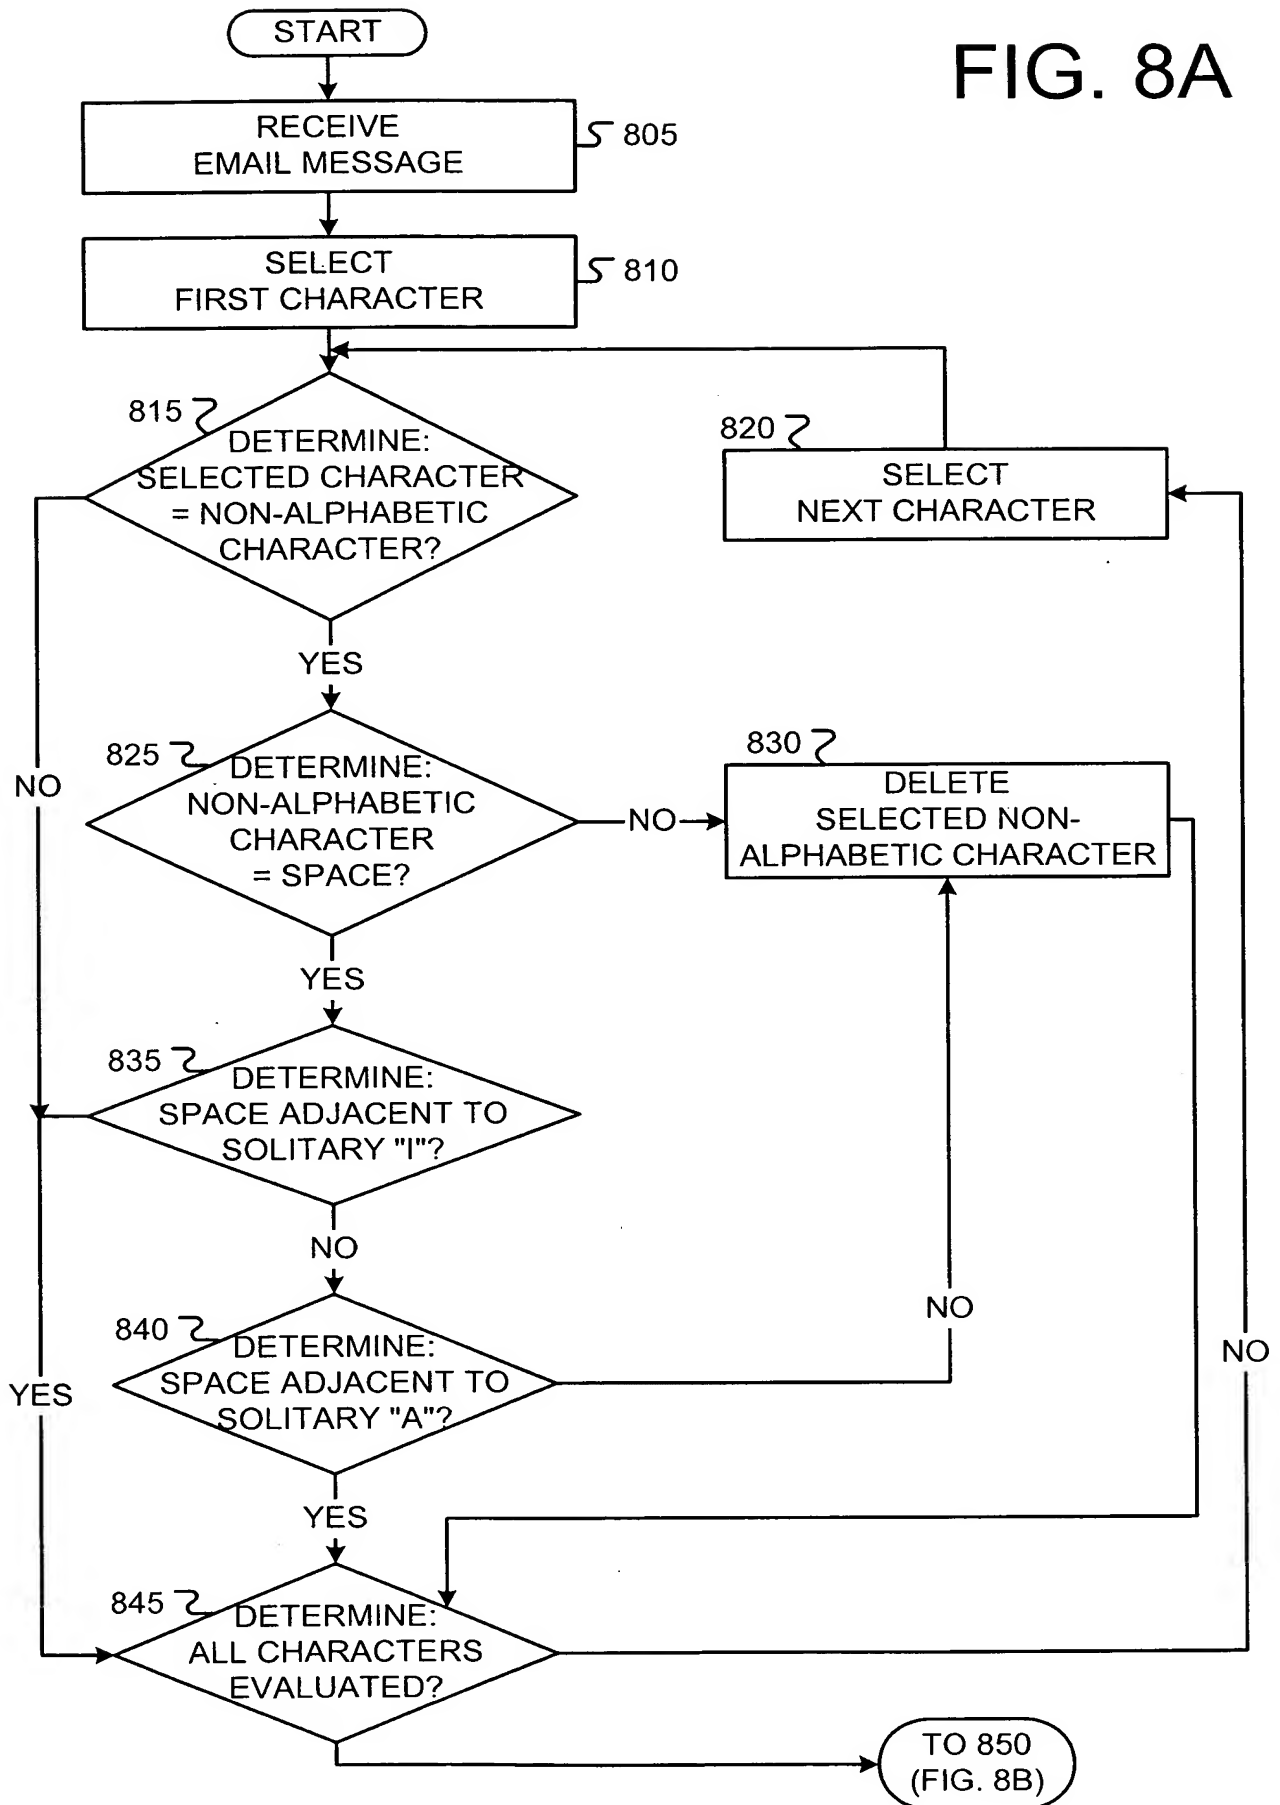 START
FIG. 8A
RECEIVE
EMAIL MESSAGE
805
SELECT
FIRST CHARACTER
810
815
DETERMINE:
SELECTED CHARACTER
= NON-ALPHABETIC
CHARACTER?
820
SELECT
NEXT CHARACTER
YES
NO
825
DETERMINE:
NON-ALPHABETIC
CHARACTER
= SPACE?
NO
830
DELETE
SELECTED NON-
ALPHABETIC CHARACTER
YES
835
DETERMINE:
SPACE ADJACENT TO
SOLITARY "I"?
NO
840
DETERMINE:
SPACE ADJACENT TO
SOLITARY "A"?
NO
NO
YES
YES
845
DETERMINE:
ALL CHARACTERS
EVALUATED?
TO 850
(FIG. 8B)